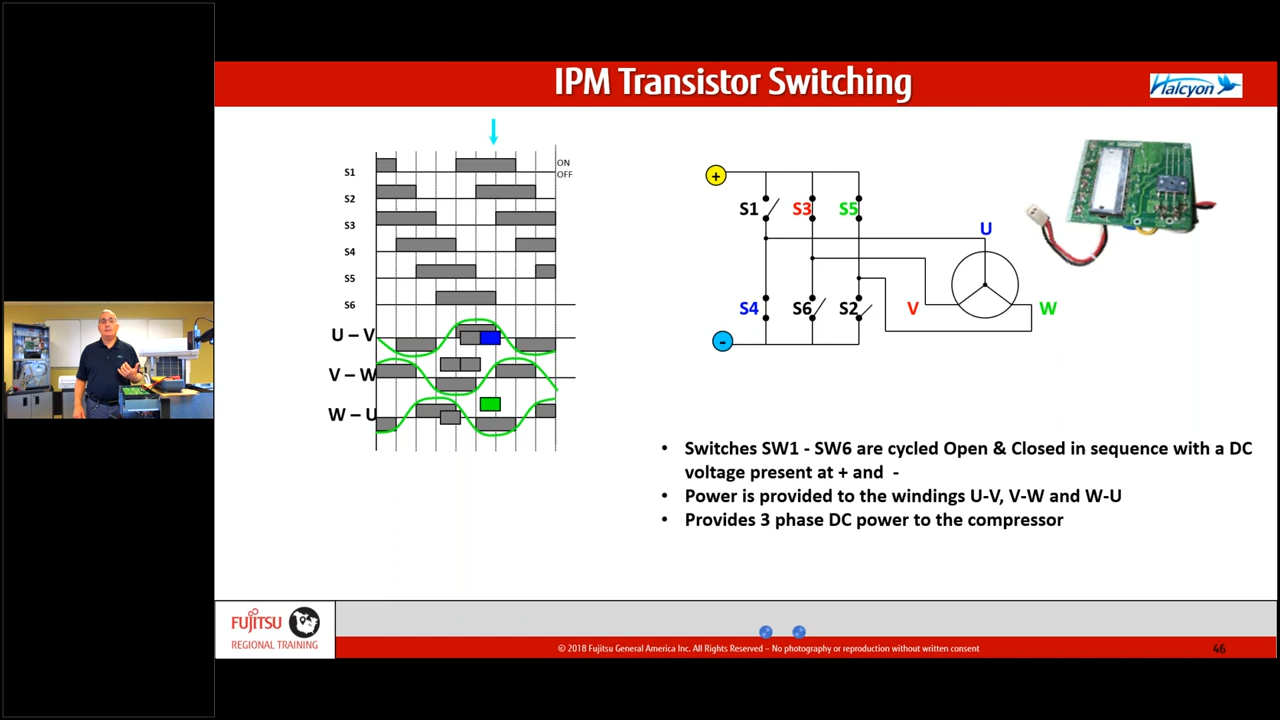 IPM Transistor Switching
Halcyon
ON
OFF
S1
S2
S3
S4
S5
S6
U – V
V – W
W – U
+
S1
S3
S5
U
S4
S6
S2
V
W
-
• Switches SW1 - SW6 are cycled Open & Closed in sequence with a DC
voltage present at + and -
• Power is provided to the windings U-V, V-W and W-U
• Provides 3 phase DC power to the compressor
FUJITSU
REGIONAL TRAINING
© 2018 Fujitsu General America Inc. All Rights Reserved – No photography or reproduction without written consent
46